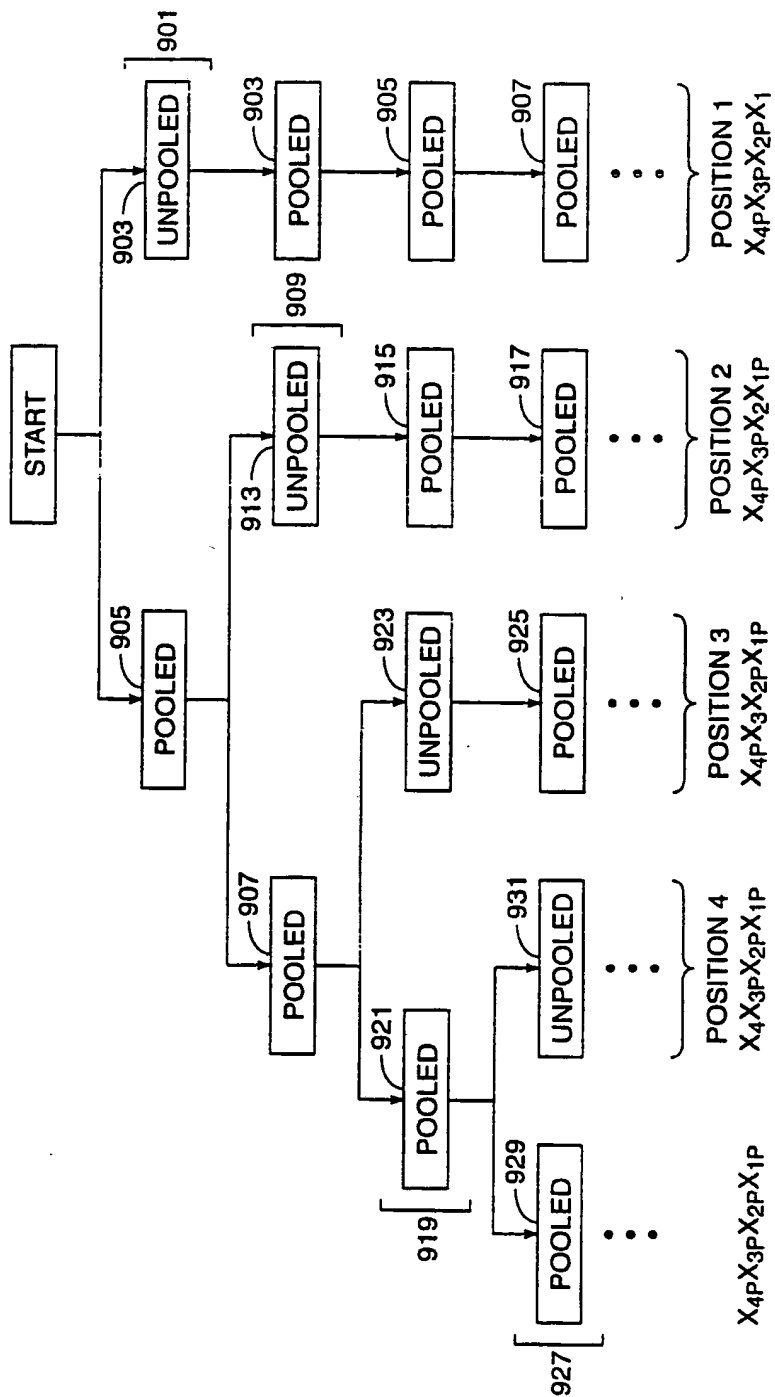 START
905
903
901
POOLED
UNPOOLED
907
913
909
903
POOLED
UNPOOLED
POOLED
921
923
915
905
919
POOLED
UNPOOLED
POOLED
POOLED
929
931
925
917
907
927
POOLED
UNPOOLED
POOLED
POOLED
POOLED
POSITION 4
POSITION 3
POSITION 2
POSITION 1
X4PX3PX2PX1P
X4X3PX2PX1P
X4PX3X2PX1P
X4PX3PX2X1P
X4PX3PX2PX1